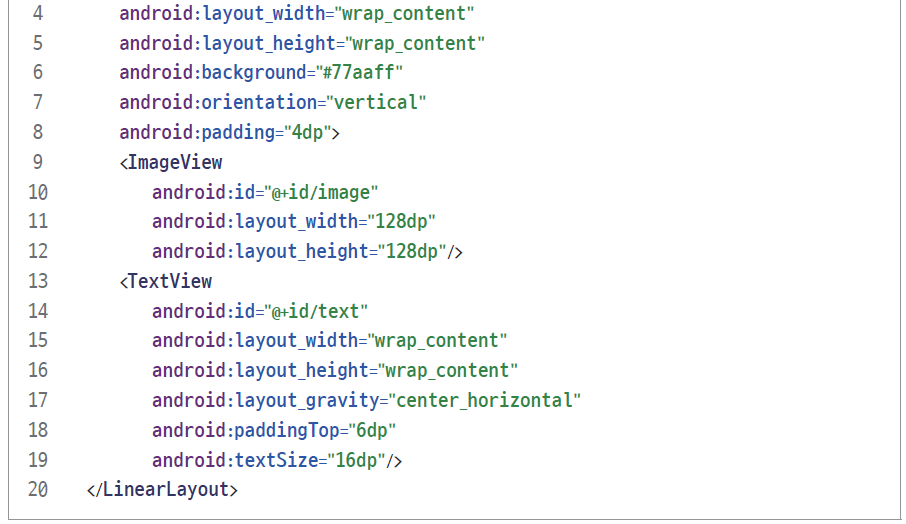 4 android:layout_width="wrap_content"
5 android:layout_height="wrap_content"
6 android:background="#77aaff"
7 android:orientation="vertical"
8 android:padding="4dp">
9 <ImageView
10 android:id="@+id/image"
11 android:layout_width="128dp"
12 android:layout_height="128dp"/>
13 <TextView
14 android:id="@+id/text"
15 android:layout_width="wrap_content"
16 android:layout_height="wrap_content"
17 android:layout_gravity="center_horizontal"
18 android:paddingTop="6dp"
19 android:textSize="16dp"/>
20 </LinearLayout>